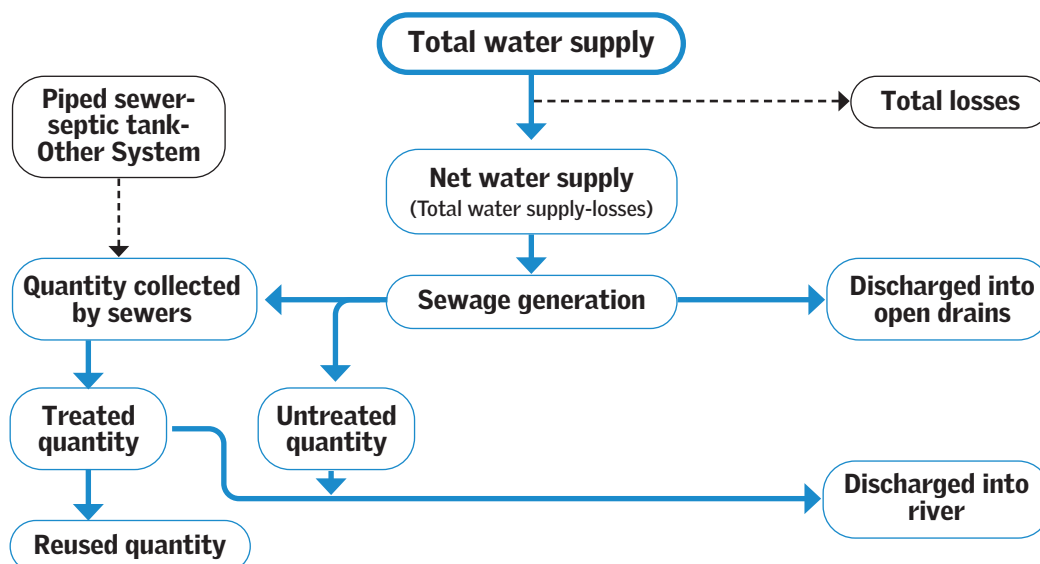 Total water supply
Piped sewer-
septic tank-
Other System
Total losses
Net water supply
(Total water supply-losses)
Quantity collected
by sewers
Sewage generation
Discharged into
open drains
Treated
quantity
Untreated
quantity
Discharged into
river
Reused quantity